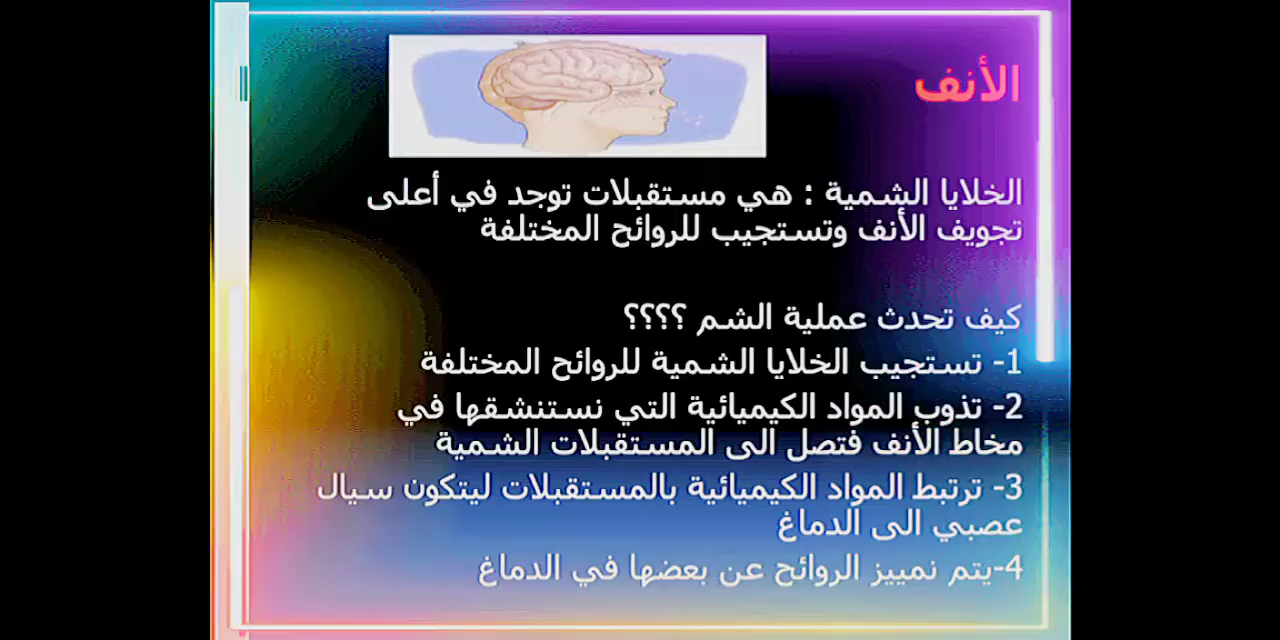 الأنف
الخلايا الشمية : هي مستقبلات توجد في أعلى
تجويف الأنف وتستجيب للروائح المختلفة
كيف تحدث عملية الشم ؟؟؟؟
1- تستجيب الخلايا الشمية للروائح المختلفة
2- تذوب المواد الكيميائية التي نستنشقها في
مخاط الأنف فتصل الى المستقبلات الشمية
3- ترتبط المواد الكيميائية بالمستقبلات ليتكون سيال
عصبي الى الدماغ
4-يتم نمييز الروائح عن بعضها في الدماغ